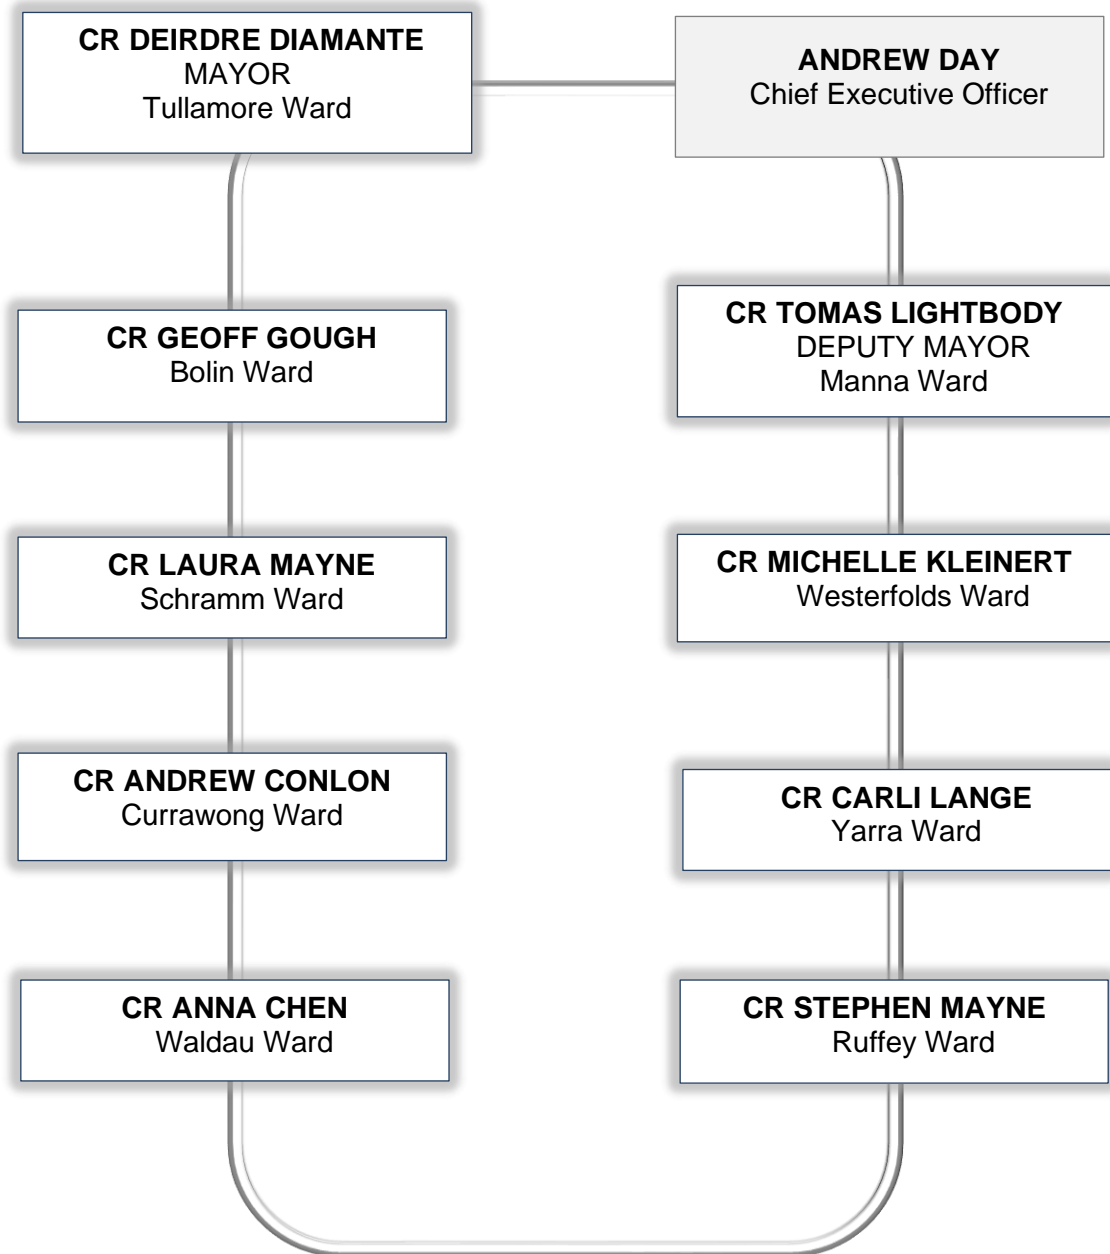 CR DEIRDRE DIAMANTE
MAYOR
Tullamore Ward
ANDREW DAY
Chief Executive Officer
CR GEOFF GOUGH
Bolin Ward
CR TOMAS LIGHTBODY
DEPUTY MAYOR
Manna Ward
CR LAURA MAYNE
Schramm Ward
CR MICHELLE KLEINERT
Westerfolds Ward
CR ANDREW CONLON
Currawong Ward
CR CARLI LANGE
Yarra Ward
CR ANNA CHEN
Waldau Ward
CR STEPHEN MAYNE
Ruffey Ward